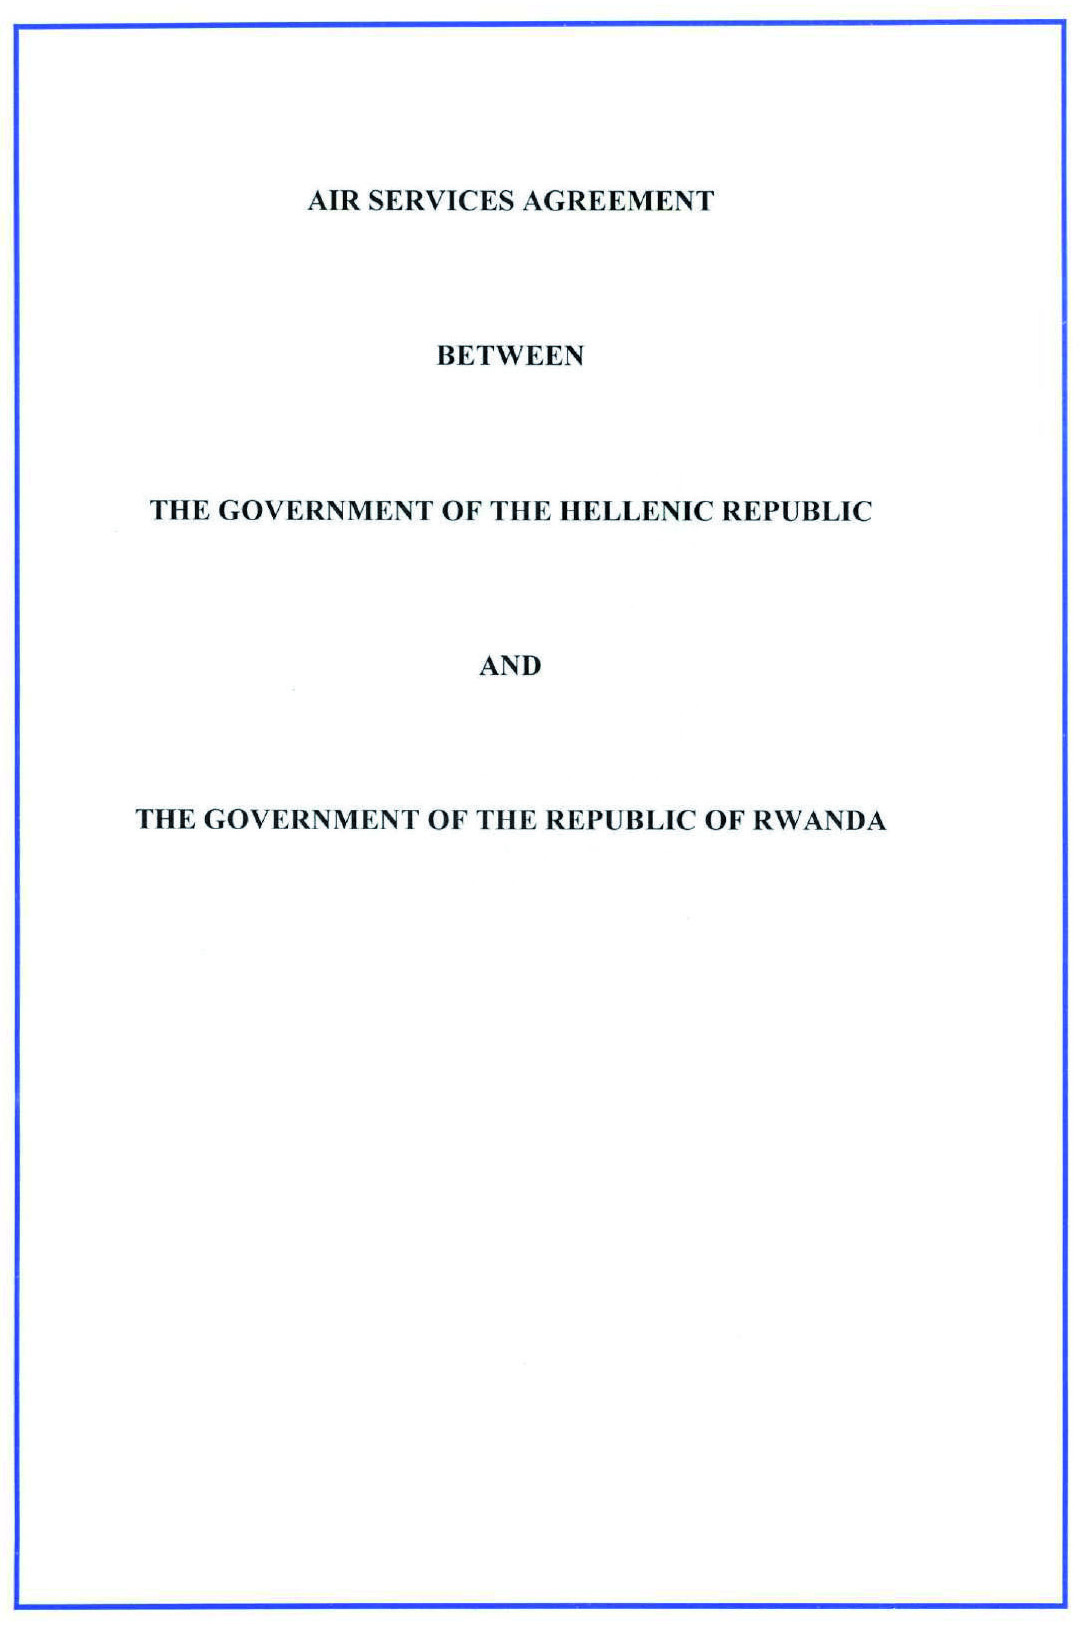 AIR SERVICES AGREEMENT
BETWEEN
THE GOVERNMENT OF THE HELLENIC REPUBLIC
AND
THE GOVERNMENT OF THE REPUBLIC OF RWANDA